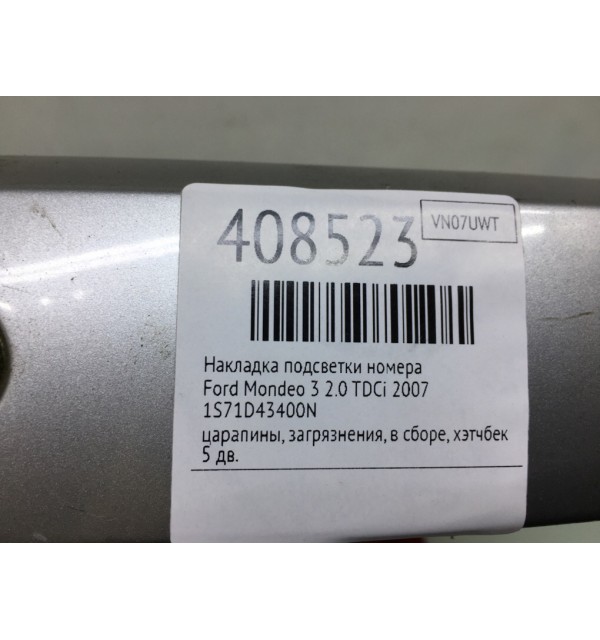 408523
VN07UWT
Накладка подсветки номера
Ford Mondeo 3 2.0 TDCi 2007
1S71D43400N
царапины, загрязнения, в сборе, хэтчбек
5 дв.